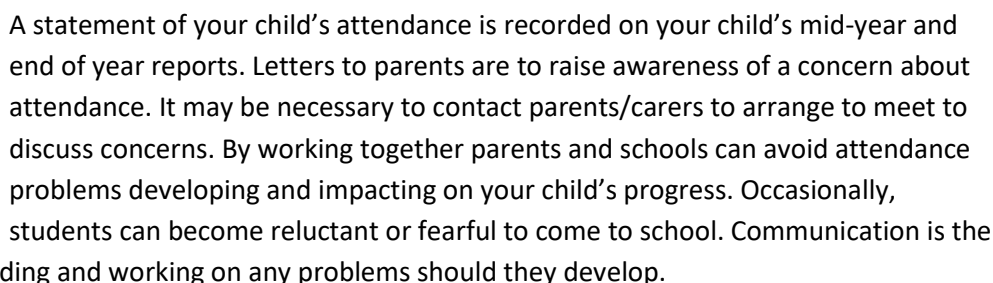 A statement of your child’s attendance is recorded on your child’s mid-year and
end of year reports. Letters to parents are to raise awareness of a concern about
attendance. It may be necessary to contact parents/carers to arrange to meet to
discuss concerns. By working together parents and schools can avoid attendance
problems developing and impacting on your child’s progress. Occasionally,
students can become reluctant or fearful to come to school. Communication is the
and working on any problems should they develop.